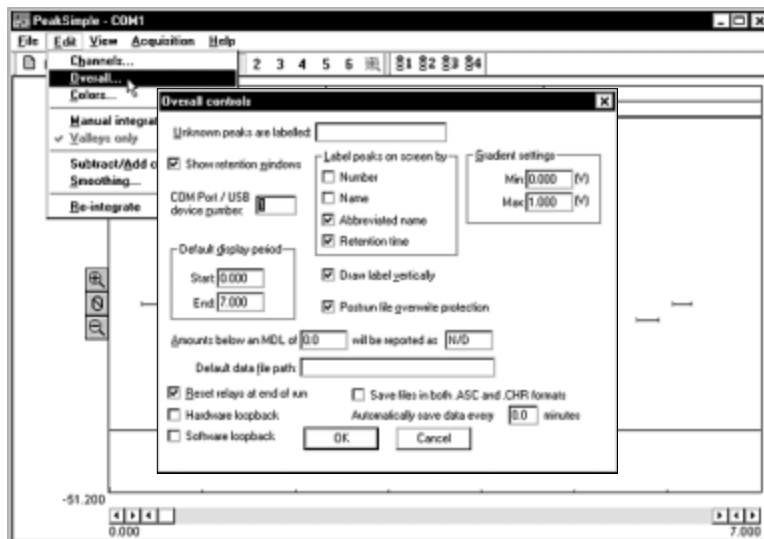 PeakSimple - COM1
File Edit View Acquisition Help
Channels...
Overall...
Colors...
Manual integrat
Valleys only
Subtract/Add c
Smoothing...
Re-integrate
2 3 4 5 6 1 2 3 4
Overall controls
Unknown peaks are labelled:
Show retention windows
COM Port / USB
device number:
Default display period
Start: 0.000
End: 7.000
Label peaks on screen by
Number
Name
Abbreviated name
Retention time
Gradient settings
Min: 0.000 (V)
Max: 1.000 (V)
Draw label vertically
Postrun file overwrite protection
Amounts below an MDL of 0.0 will be reported as N/D
Default data file path:
Reset relays at end of run
Save files in both .ASC and .CHR formats
Hardware loopback
Automatically save data every 0.0 minutes
Software loopback
OK Cancel
-51.200
0.000 7.000